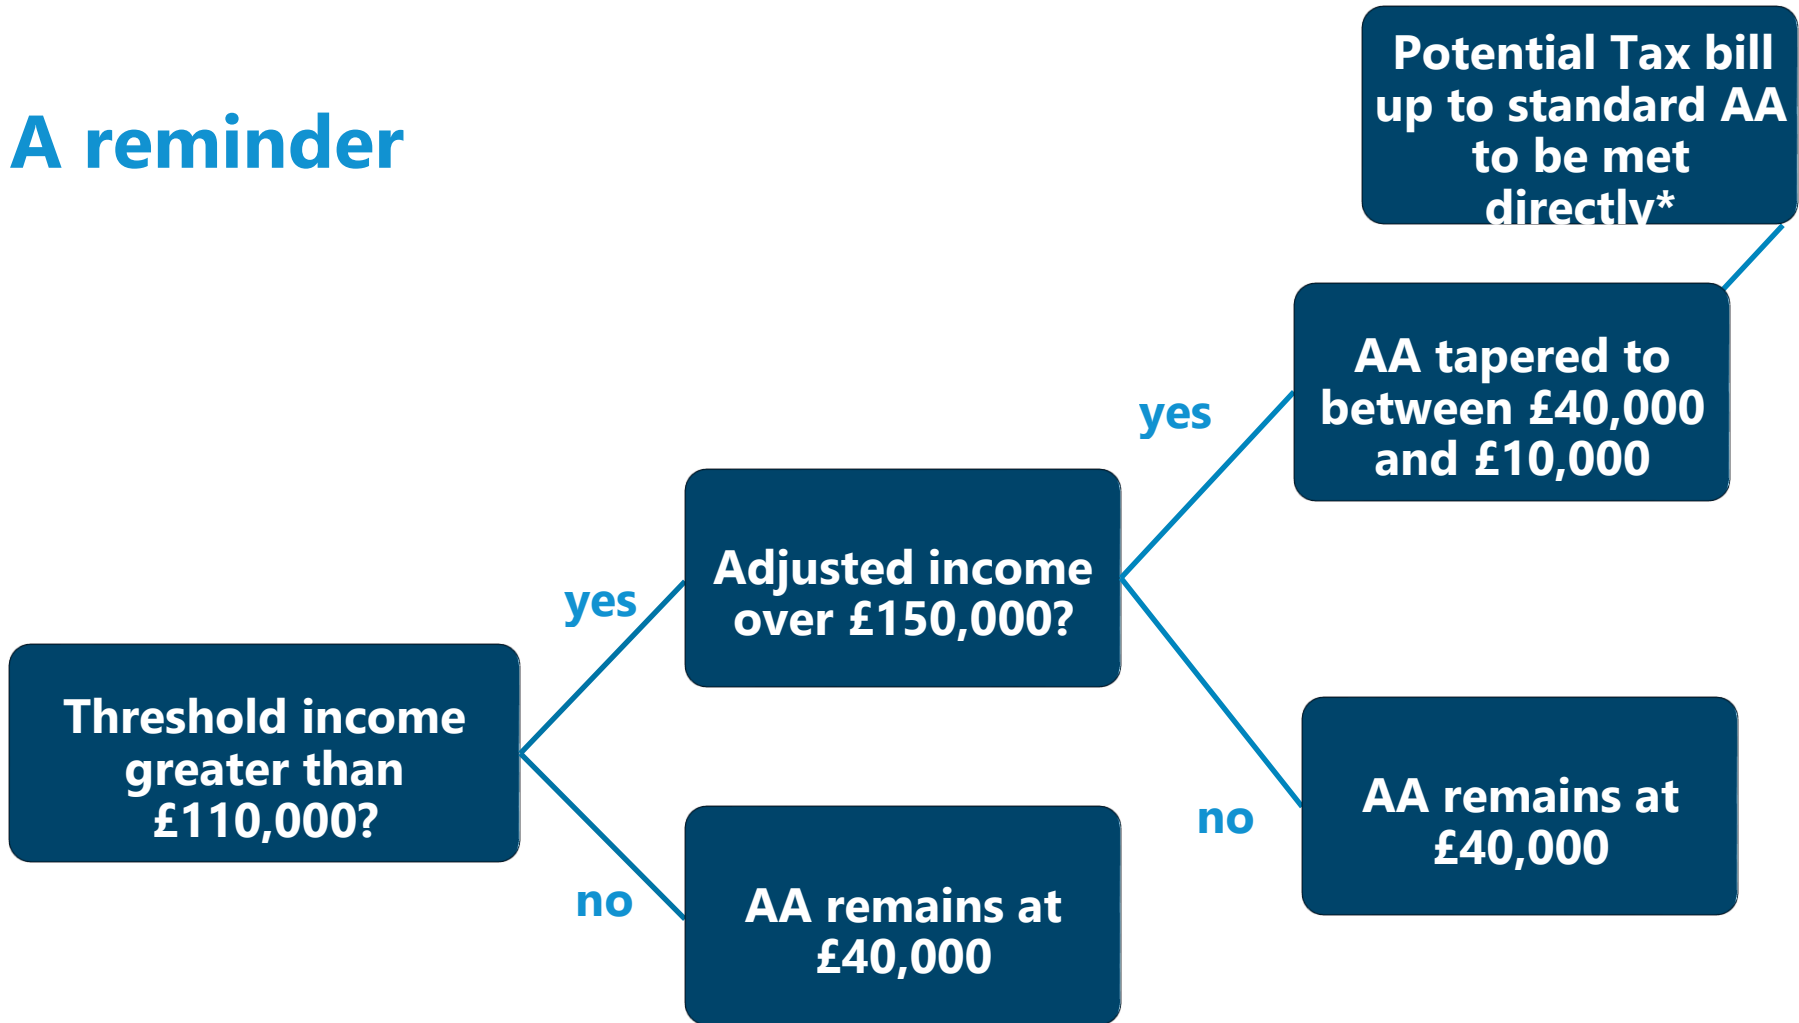 A reminder
Potential Tax bill
up to standard AA
to be met
directly*
AA tapered to
between £40,000
and £10,000
yes
Adjusted income
over £150,000?
yes
Threshold income
greater than
£110,000?
no
AA remains at
£40,000
no
AA remains at
£40,000